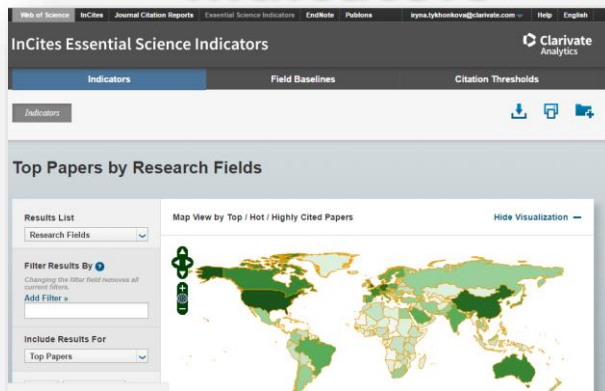 Web of Science InCites Journal Citation Reports Essential Science Indicators EndNote Publons iryna.tykhonkova@clarivate.com Help English
InCites Essential Science Indicators
Clarivate
Analytics
Indicators Field Baselines Citation Thresholds
Indicators
Top Papers by Research Fields
Results List
Research Fields
Map View by Top / Hot / Highly Cited Papers
Hide Visualization
Filter Results By
Changing the filter field removes all
current filters.
Add Filter »
Include Results For
Top Papers